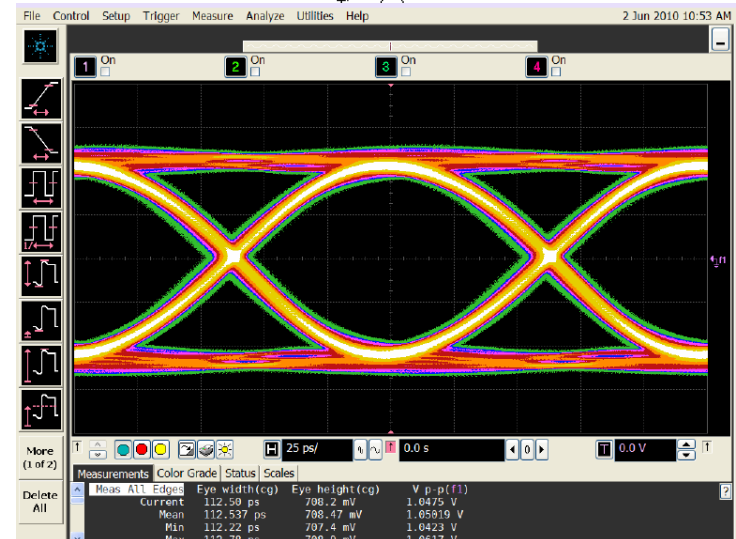 File Control Setup Trigger Measure Analyze Utilities Help 2 Jun 2010 10:53 AM
1 On 2 On 3 On 4 On
f1
1/
More
(1 of 2)
Delete
All
H 25 ps/ 0.0 s 0 T 0.0 V
Measurements Color Grade Status Scales
Meas All Edges Eye width(cg) Eye height(cg) V p-p(f1)
Current 112.50 ps 708.2 mV 1.0475 V
Mean 112.537 ps 708.47 mV 1.05019 V
Min 112.22 ps 707.4 mV 1.0423 V